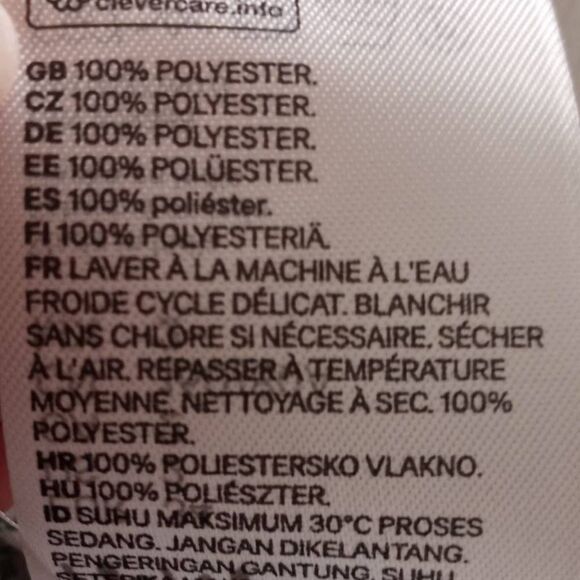 clevercare.info
GB 100% POLYESTER.
CZ 100% POLYESTER.
DE 100% POLYESTER.
EE 100% POLÜESTER.
ES 100% poliéster.
FI 100% POLYESTERIÄ.
FR LAVER À LA MACHINE À L'EAU
FROIDE CYCLE DÉLICAT. BLANCHIR
SANS CHLORE SI NÉCESSAIRE. SÉCHER
À L'AIR. REPASSER À TEMPÉRATURE
MOYENNE. NETTOYAGE À SEC. 100%
POLYESTER.
HR 100% POLIESTERSKO VLAKNO.
HU 100% POLIÉSZTER.
ID SUHU MAKSIMUM 30°C PROSES
SEDANG. JANGAN DIKELANTANG.
PENGERINGAN GANTUNG. SUHU